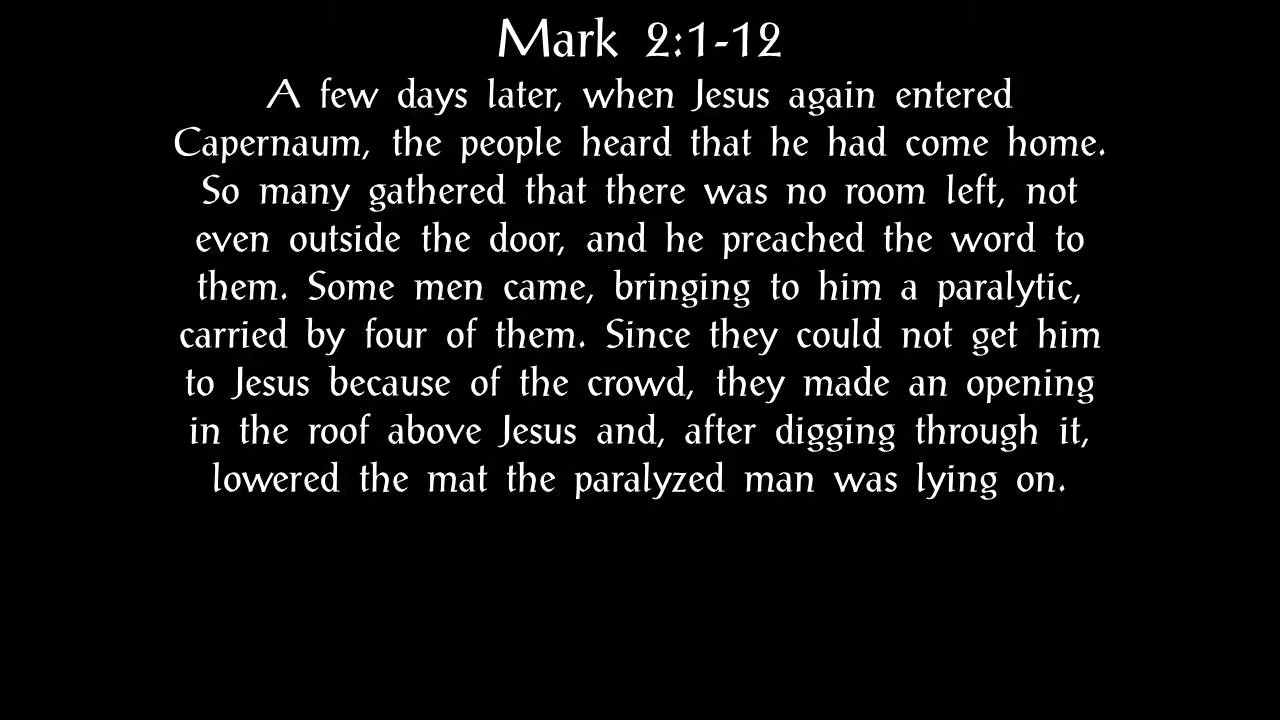 Mark 2:1-12
A few days later, when Jesus again entered
Capernaum, the people heard that he had come home.
So many gathered that there was no room left, not
even outside the door, and he preached the word to
them. Some men came, bringing to him a paralytic,
carried by four of them. Since they could not get him
to Jesus because of the crowd, they made an opening
in the roof above Jesus and, after digging through it,
lowered the mat the paralyzed man was lying on.